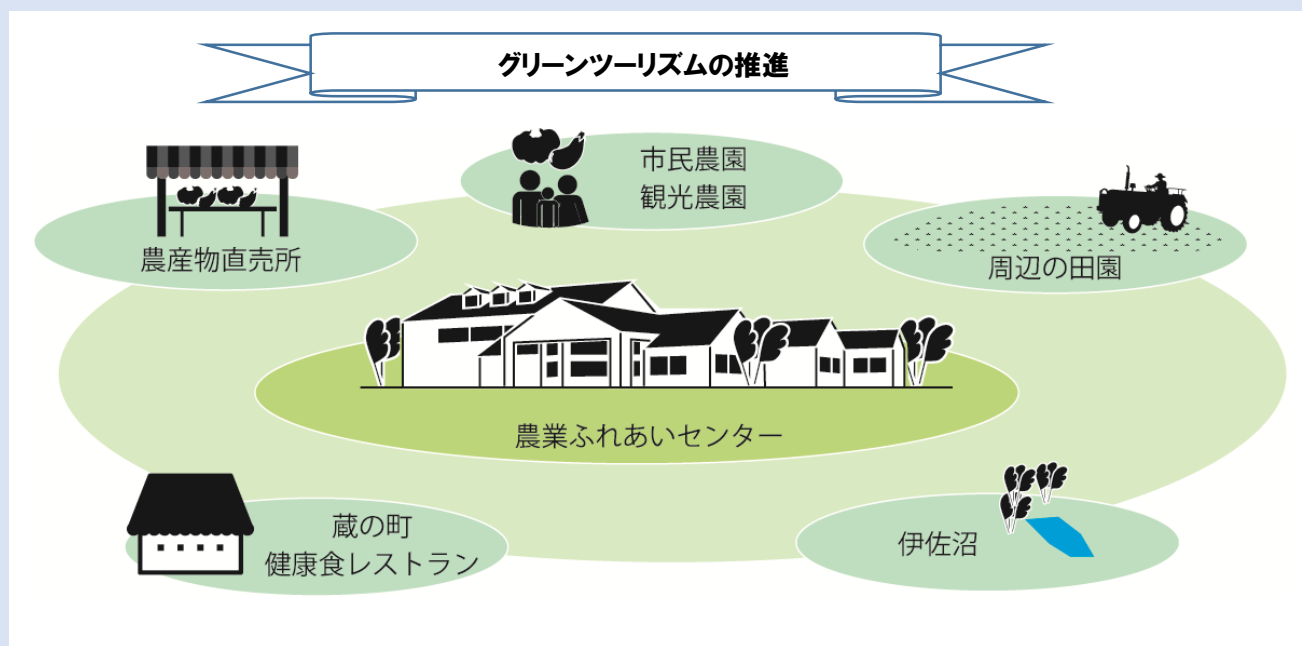 グリーンツーリズムの推進
市民農園
観光農園
農産物直売所
周辺の田園
農業ふれあいセンター
蔵の町
健康食レストラン
伊佐沼